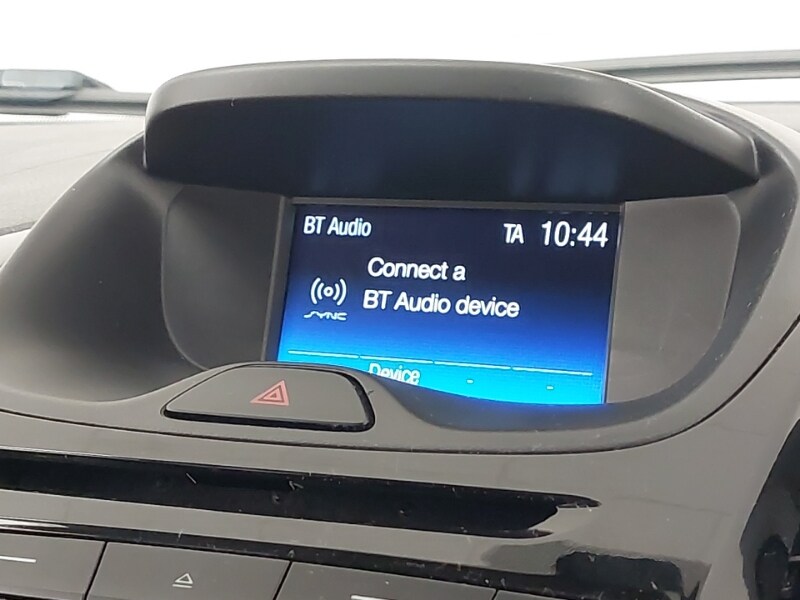 BT Audio TA 10:44
Connect a
BT Audio device
SYNC
Device